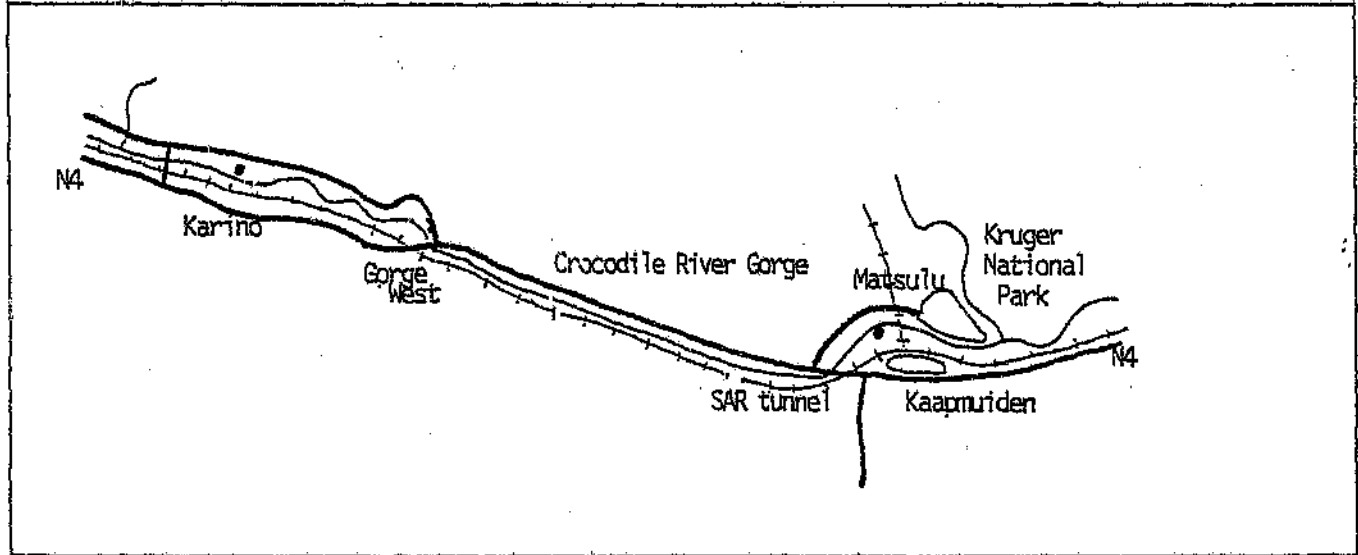 N4
Karino
Gorge
West
Crocodile River Gorge
Matsulu
Kruger
National
Park
N4
SAR tunnel
Kaapmuiden